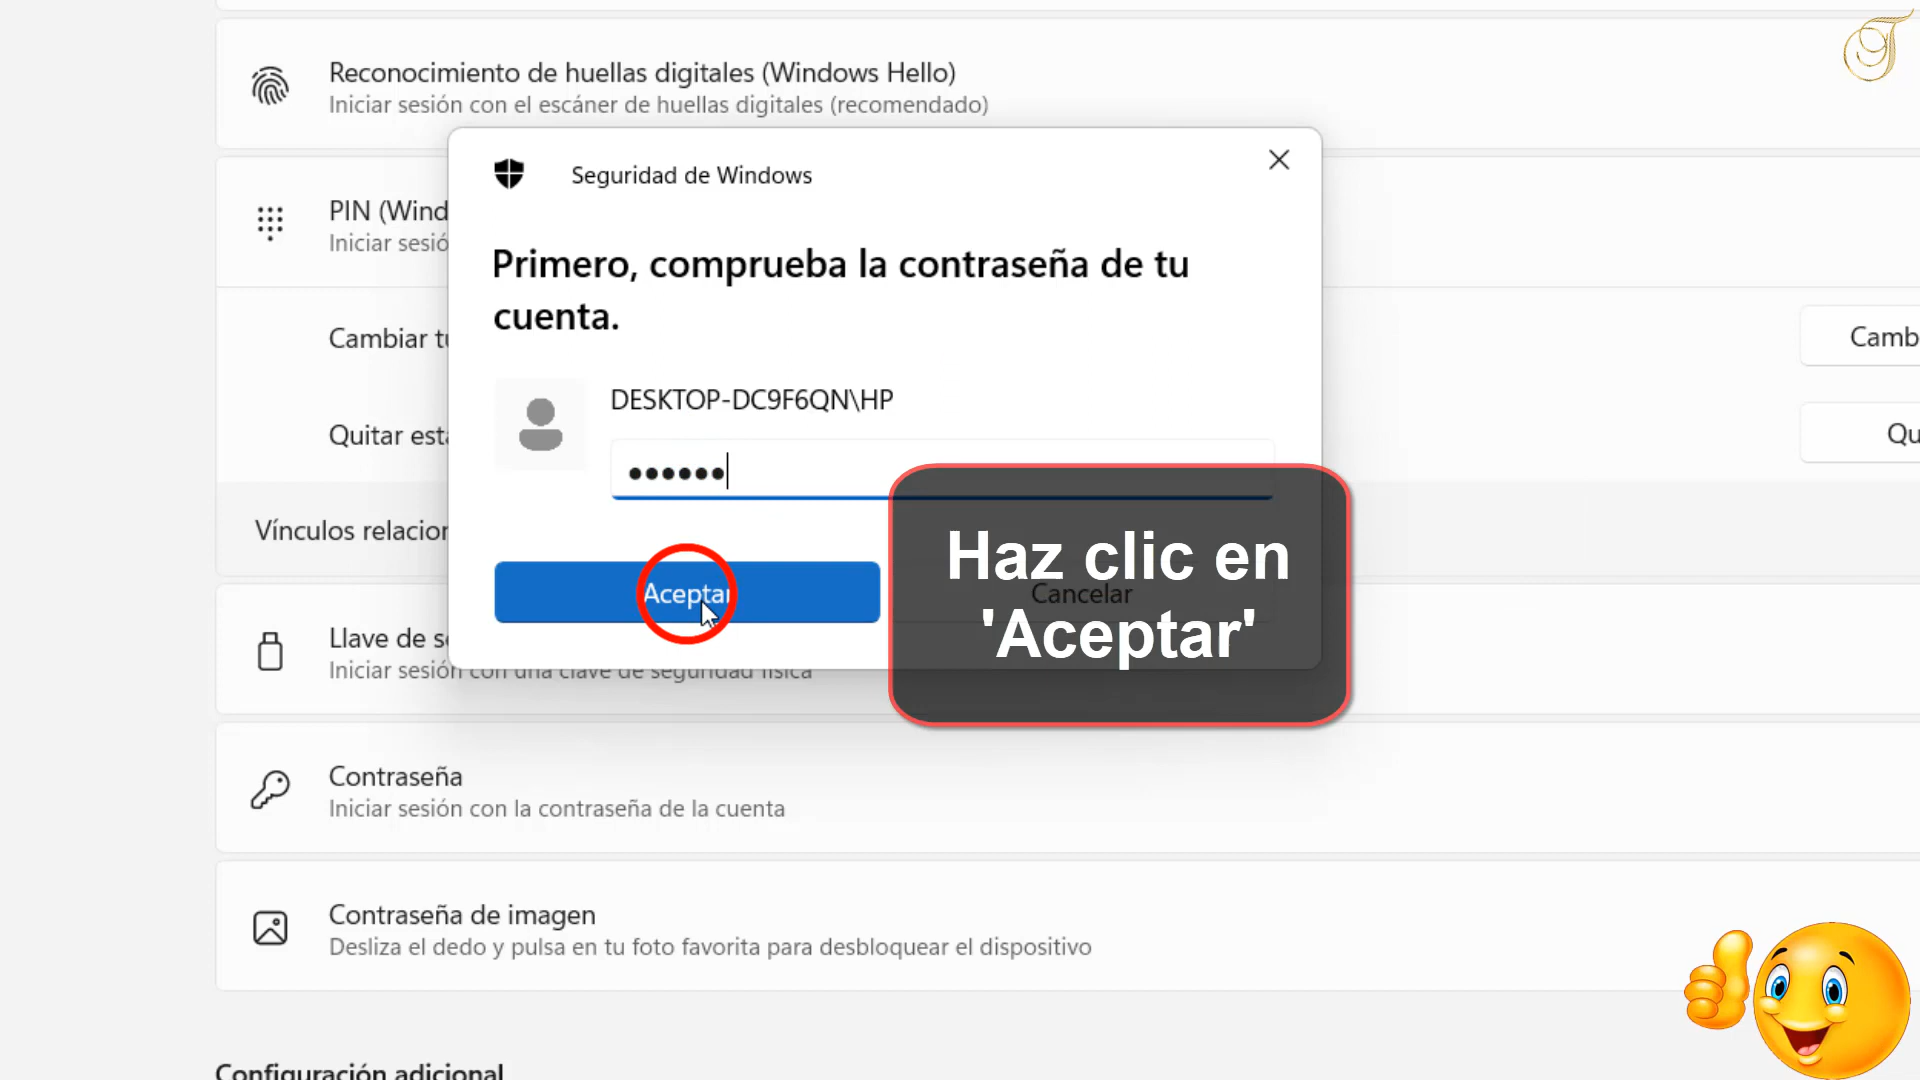 Reconocimiento de huellas digitales (Windows Hello)
Iniciar sesión con el escáner de huellas digitales (recomendado)
Seguridad de Windows
PIN (Wind
Iniciar sesió
Primero, comprueba la contraseña de tu
cuenta.
Cambiar tu
Camb
DESKTOP-DC9F6QN\HP
Quitar esta
Qu
Vínculos relacion
Haz clic en
'Aceptar'
Aceptar
Cancelar
Llave de se
Iniciar sesión con una clave de seguridad física
Contraseña
Iniciar sesión con la contraseña de la cuenta
Contraseña de imagen
Desliza el dedo y pulsa en tu foto favorita para desbloquear el dispositivo
Configuración adicional